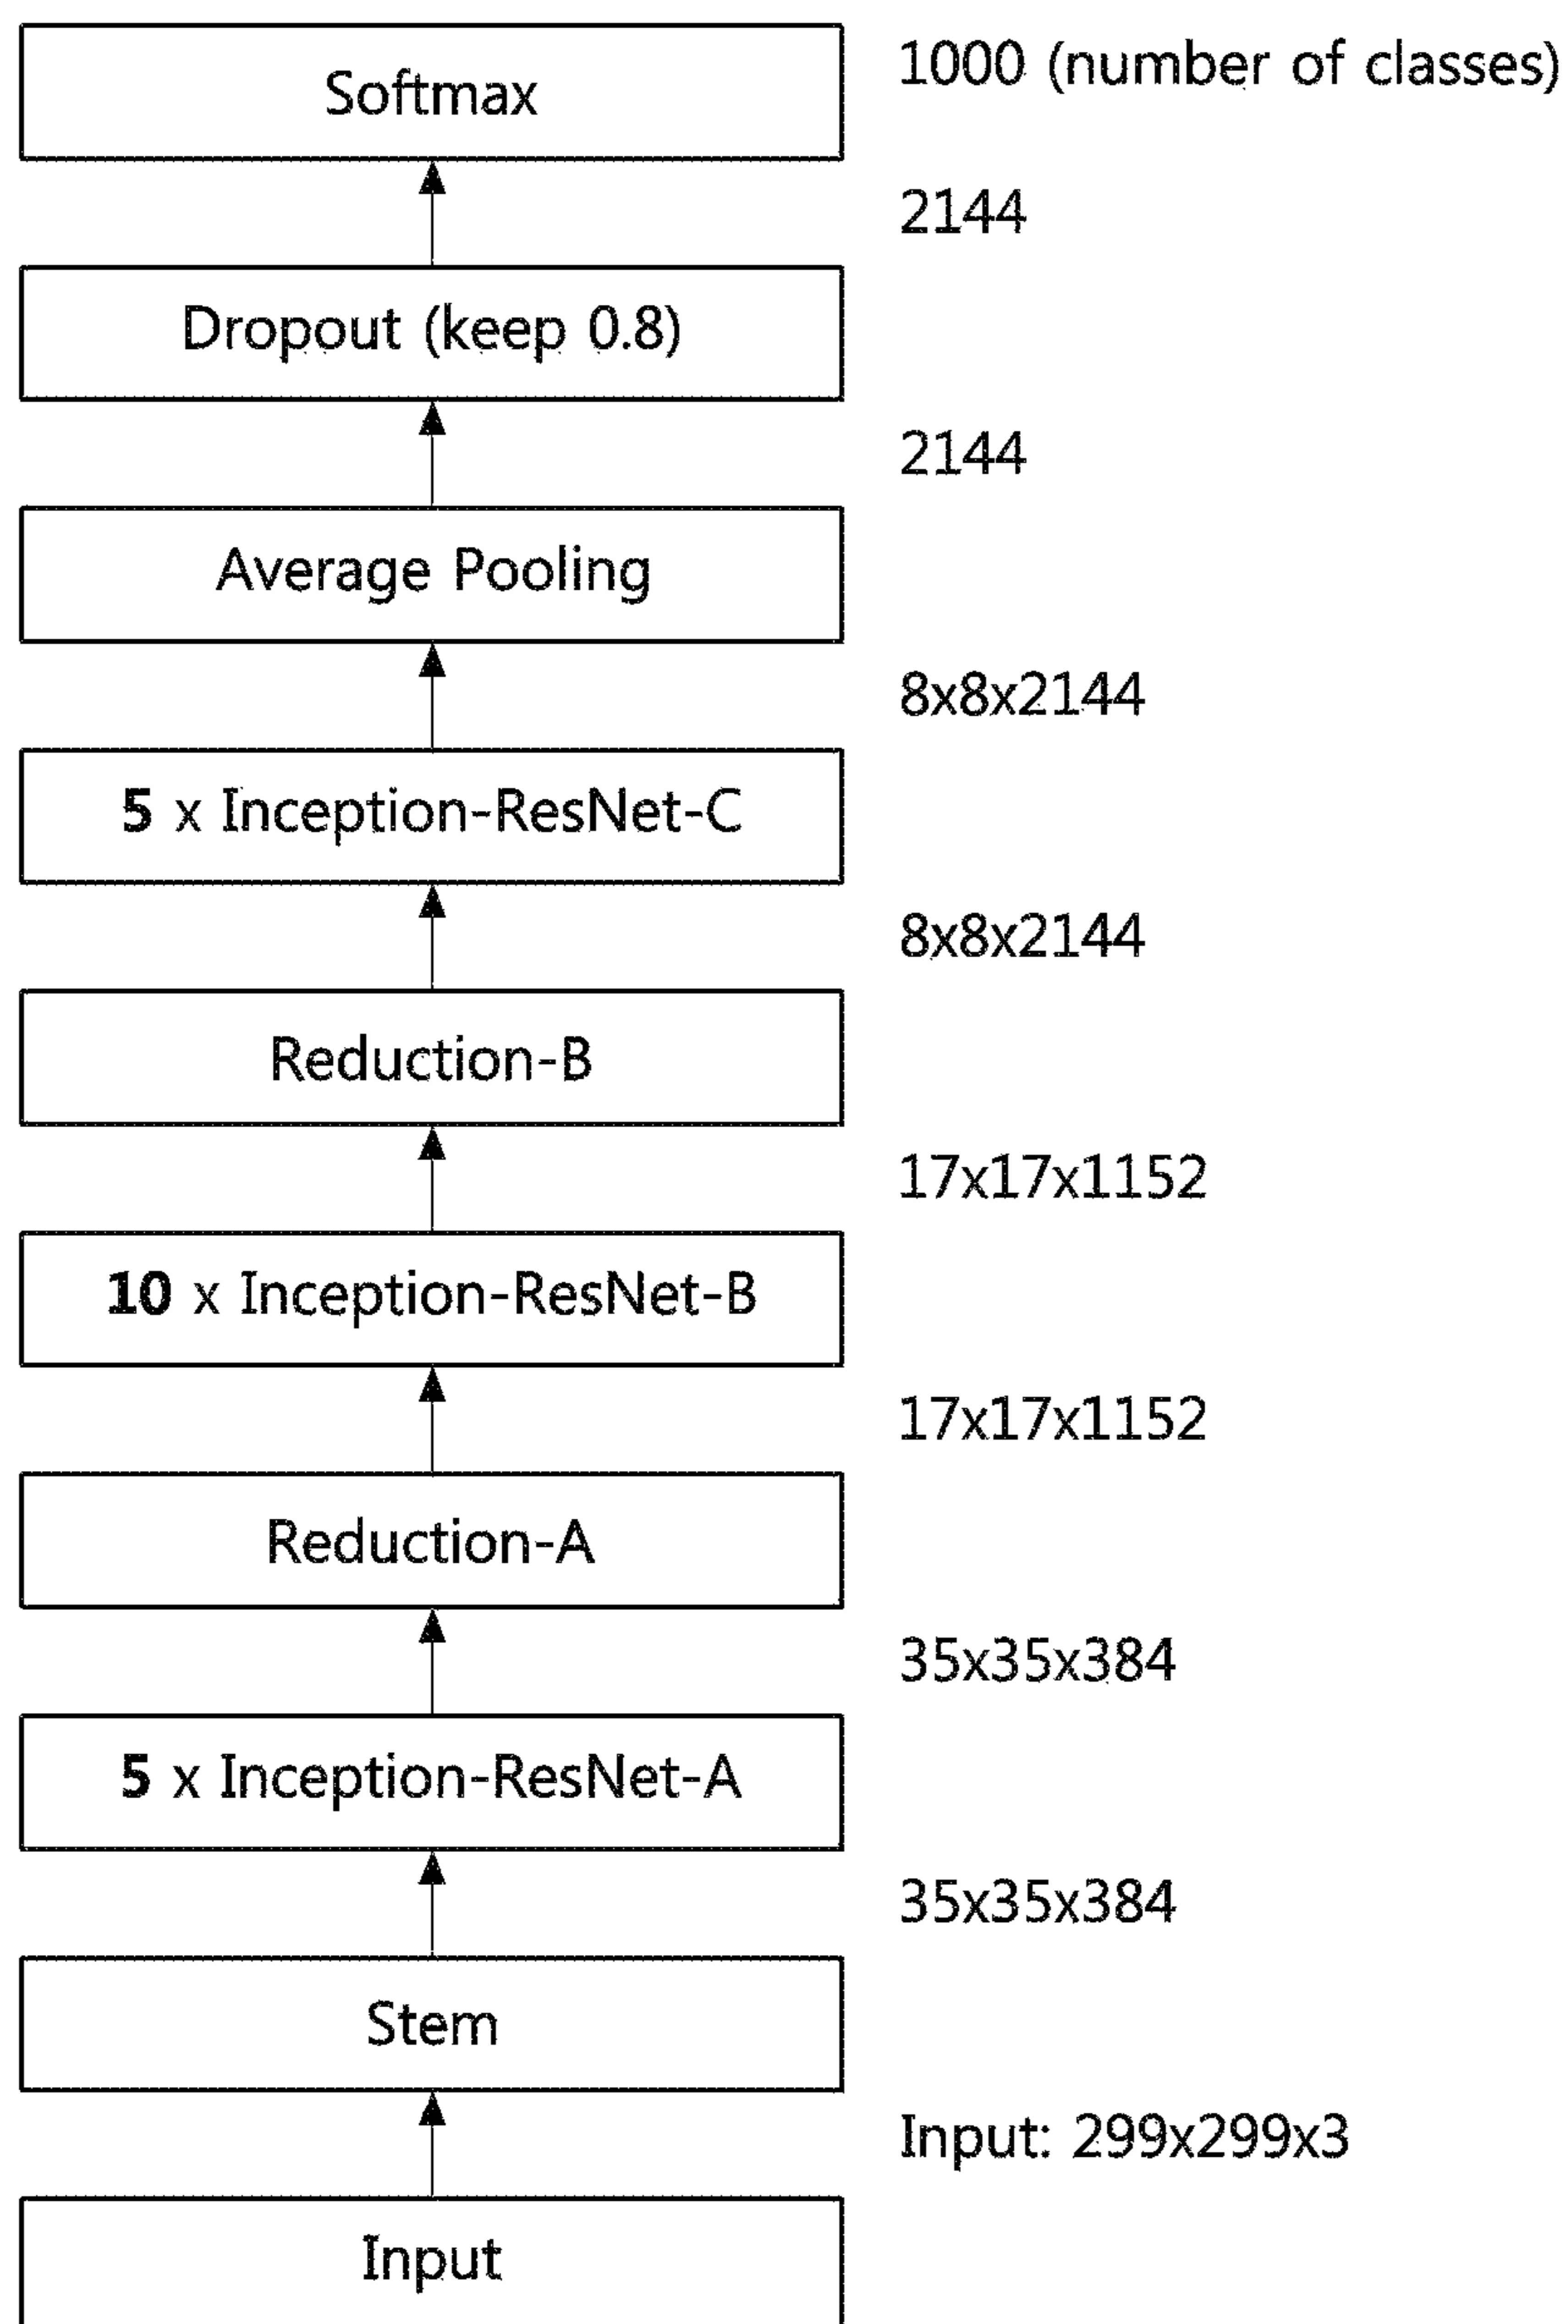 1000 (number of classes)
Softmax
2144
Dropout (keep 0.8)
2144
Average Pooling
8x8x2144
5 x Inception-ResNet-C
8x8x2144
Reduction-B
17x17x1152
10 x Inception-ResNet-B
17x17x1152
Reduction-A
35x35x384
5 x Inception-ResNet-A
35x35x384
Stem
Input: 299x299x3
Input